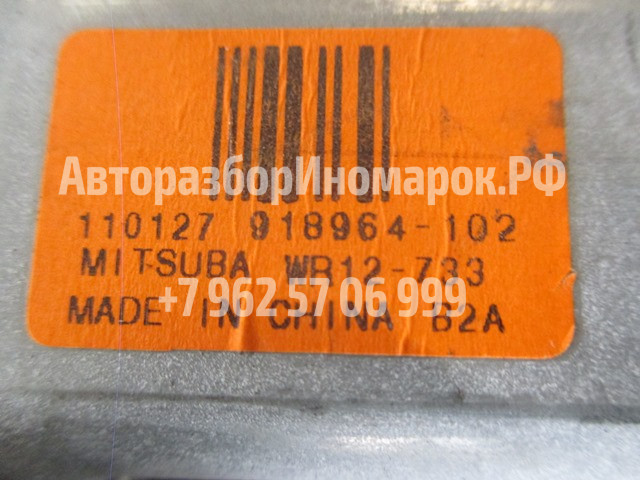 АвторазборИномарок.РФ
110127 918964-102
MITSUBA WR12-733
+7 962 57 06 999
MADE IN CHINA B2A